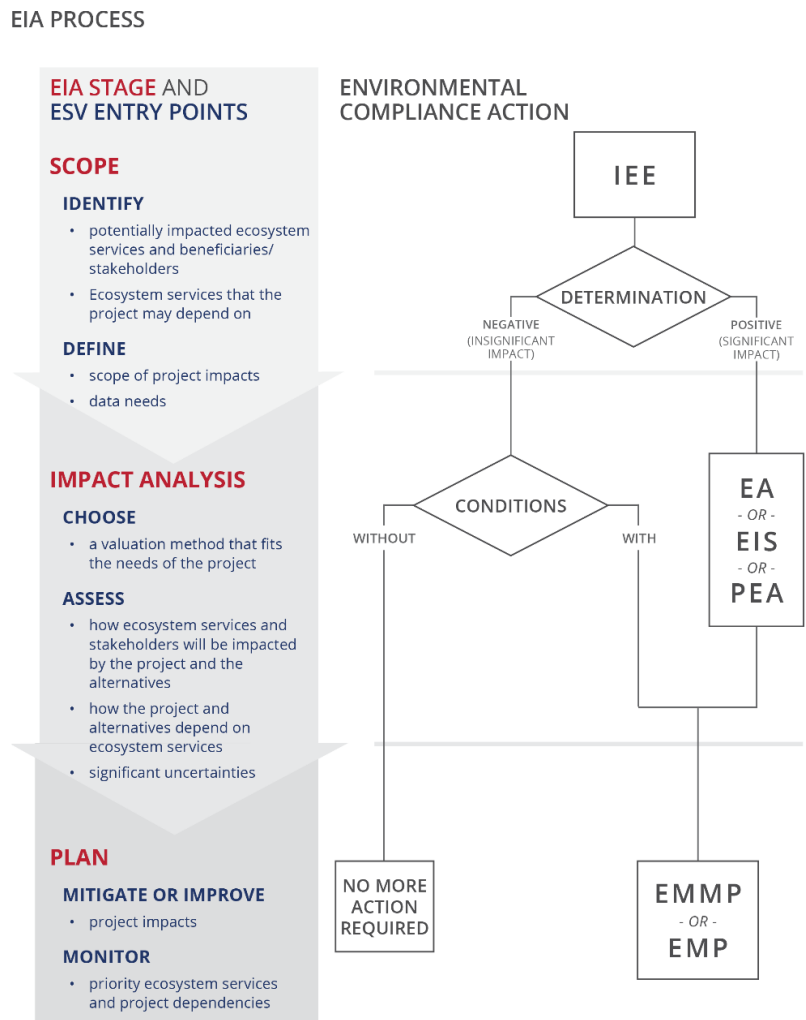 EIA PROCESS
EIA STAGE AND
ESV ENTRY POINTS
SCOPE
IDENTIFY
• potentially impacted ecosystem
services and beneficiaries/
stakeholders
• Ecosystem services that the
project may depend on
DEFINE
• scope of project impacts
• data needs
IMPACT ANALYSIS
CHOOSE
• a valuation method that fits
the needs of the project
ASSESS
• how ecosystem services and
stakeholders will be impacted
by the project and the
alternatives
• how the project and
alternatives depend on
ecosystem services
• significant uncertainties
PLAN
MITIGATE OR IMPROVE
• project impacts
MONITOR
• priority ecosystem services
and project dependencies
ENVIRONMENTAL
COMPLIANCE ACTION
IEE
DETERMINATION
NEGATIVE
(INSIGNIFICANT
IMPACT)
POSITIVE
(SIGNIFICANT
IMPACT)
CONDITIONS
WITHOUT
WITH
EA
- OR -
EIS
- OR -
PEA
NO MORE
ACTION
REQUIRED
EMMP
- OR -
EMP